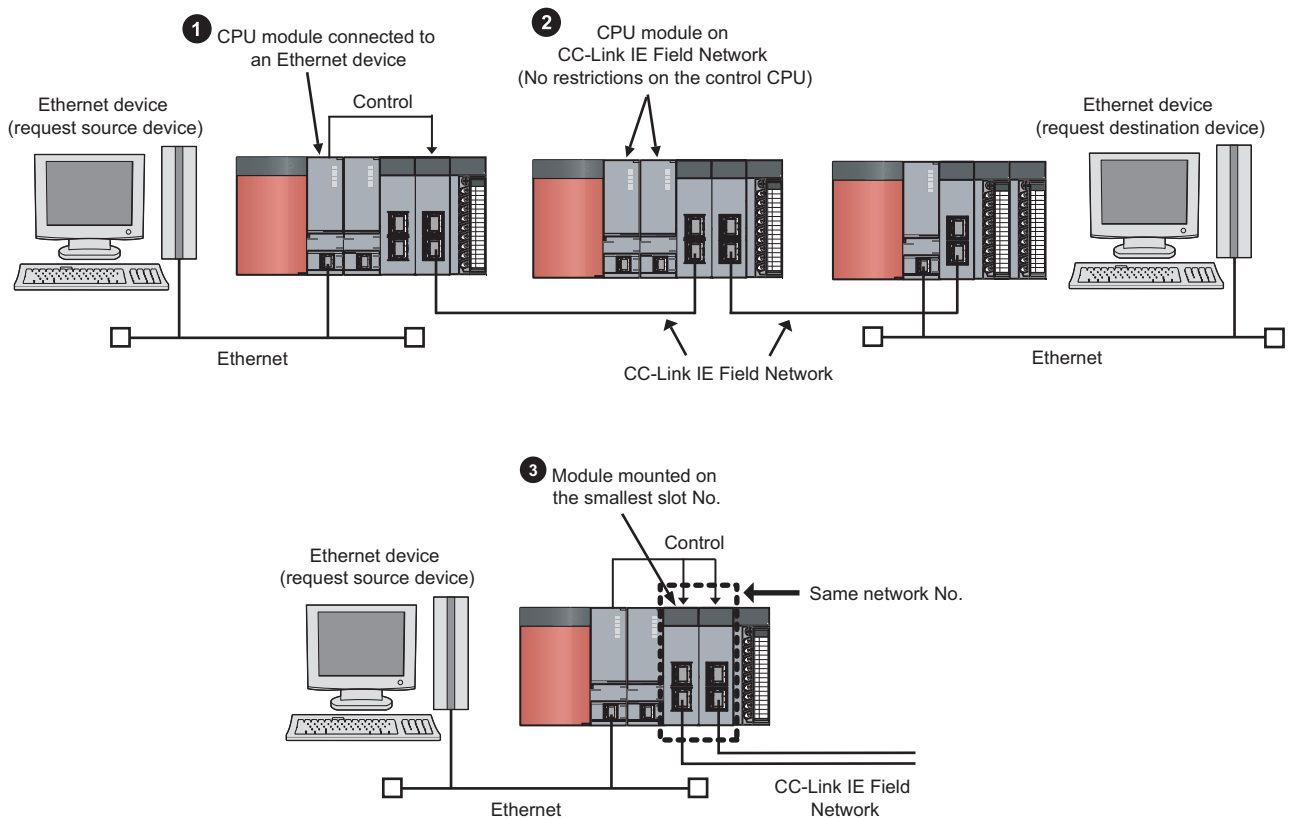 1
CPU module connected to
an Ethernet device
2
CPU module on
CC-Link IE Field Network
(No restrictions on the control CPU)
Ethernet device
(request source device)
Control
Ethernet device
(request destination device)
Ethernet
CC-Link IE Field Network
Ethernet
3
Module mounted on
the smallest slot No.
Ethernet device
(request source device)
Control
Same network No.
Ethernet
CC-Link IE Field
Network